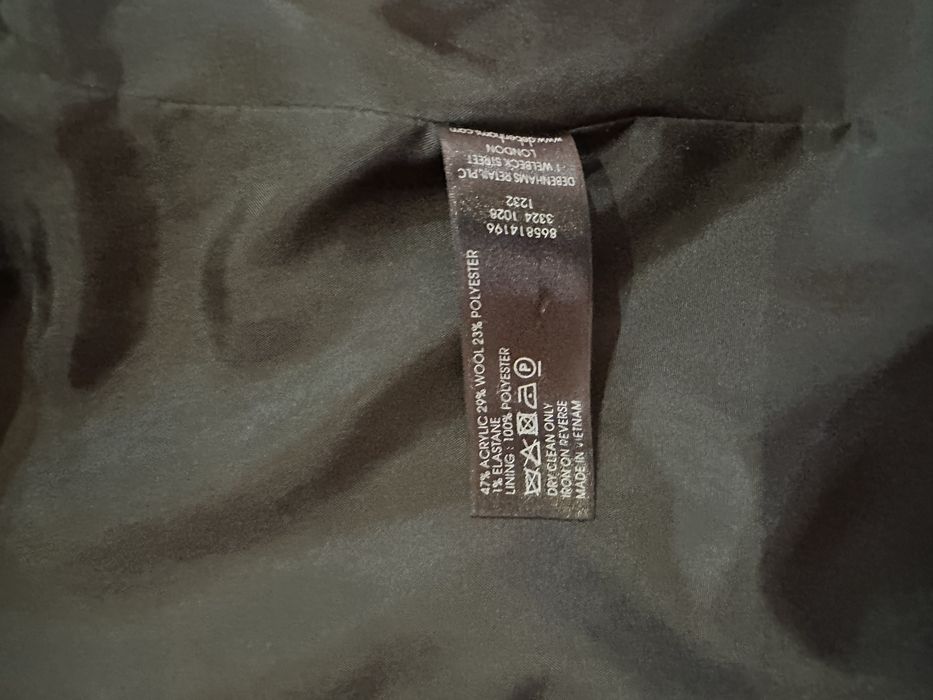 www.debenhams.com
LONDON
1 WELBECK STREET
DEBENHAMS RETAIL PLC
1232
3324 1028
865814196
47% ACRYLIC 29% WOOL 23% POLYESTER
1% ELASTANE
LINING : 100% POLYESTER
P
DRY CLEAN ONLY
IRON ON REVERSE
MADE IN VIETNAM